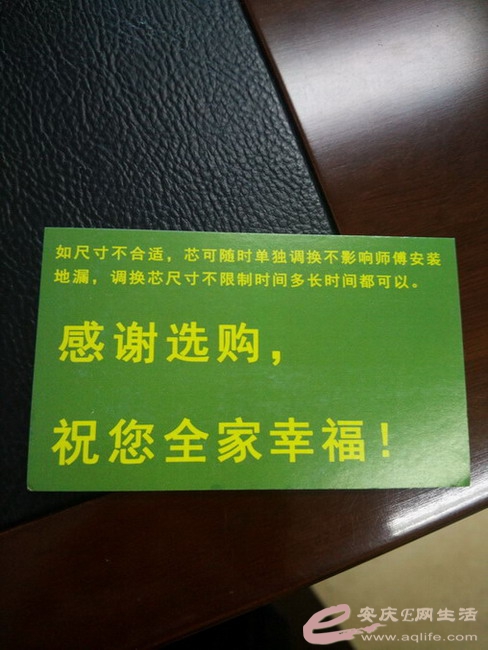 如尺寸不合适，芯可随时单独调换不影响师傅安装
地漏，调换芯尺寸不限制时间多长时间都可以。
感谢选购，
祝您全家幸福！
安庆E网生活
www.aqlife.com